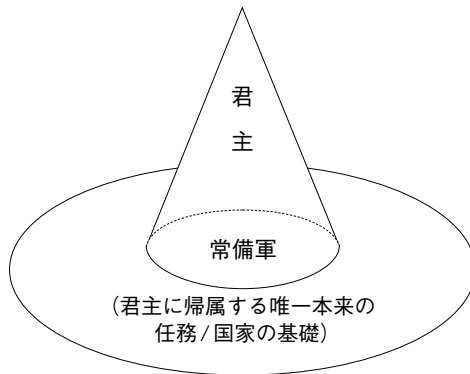 君
主
常備軍
（君主に帰属する唯一本来の
任務/国家の基礎）